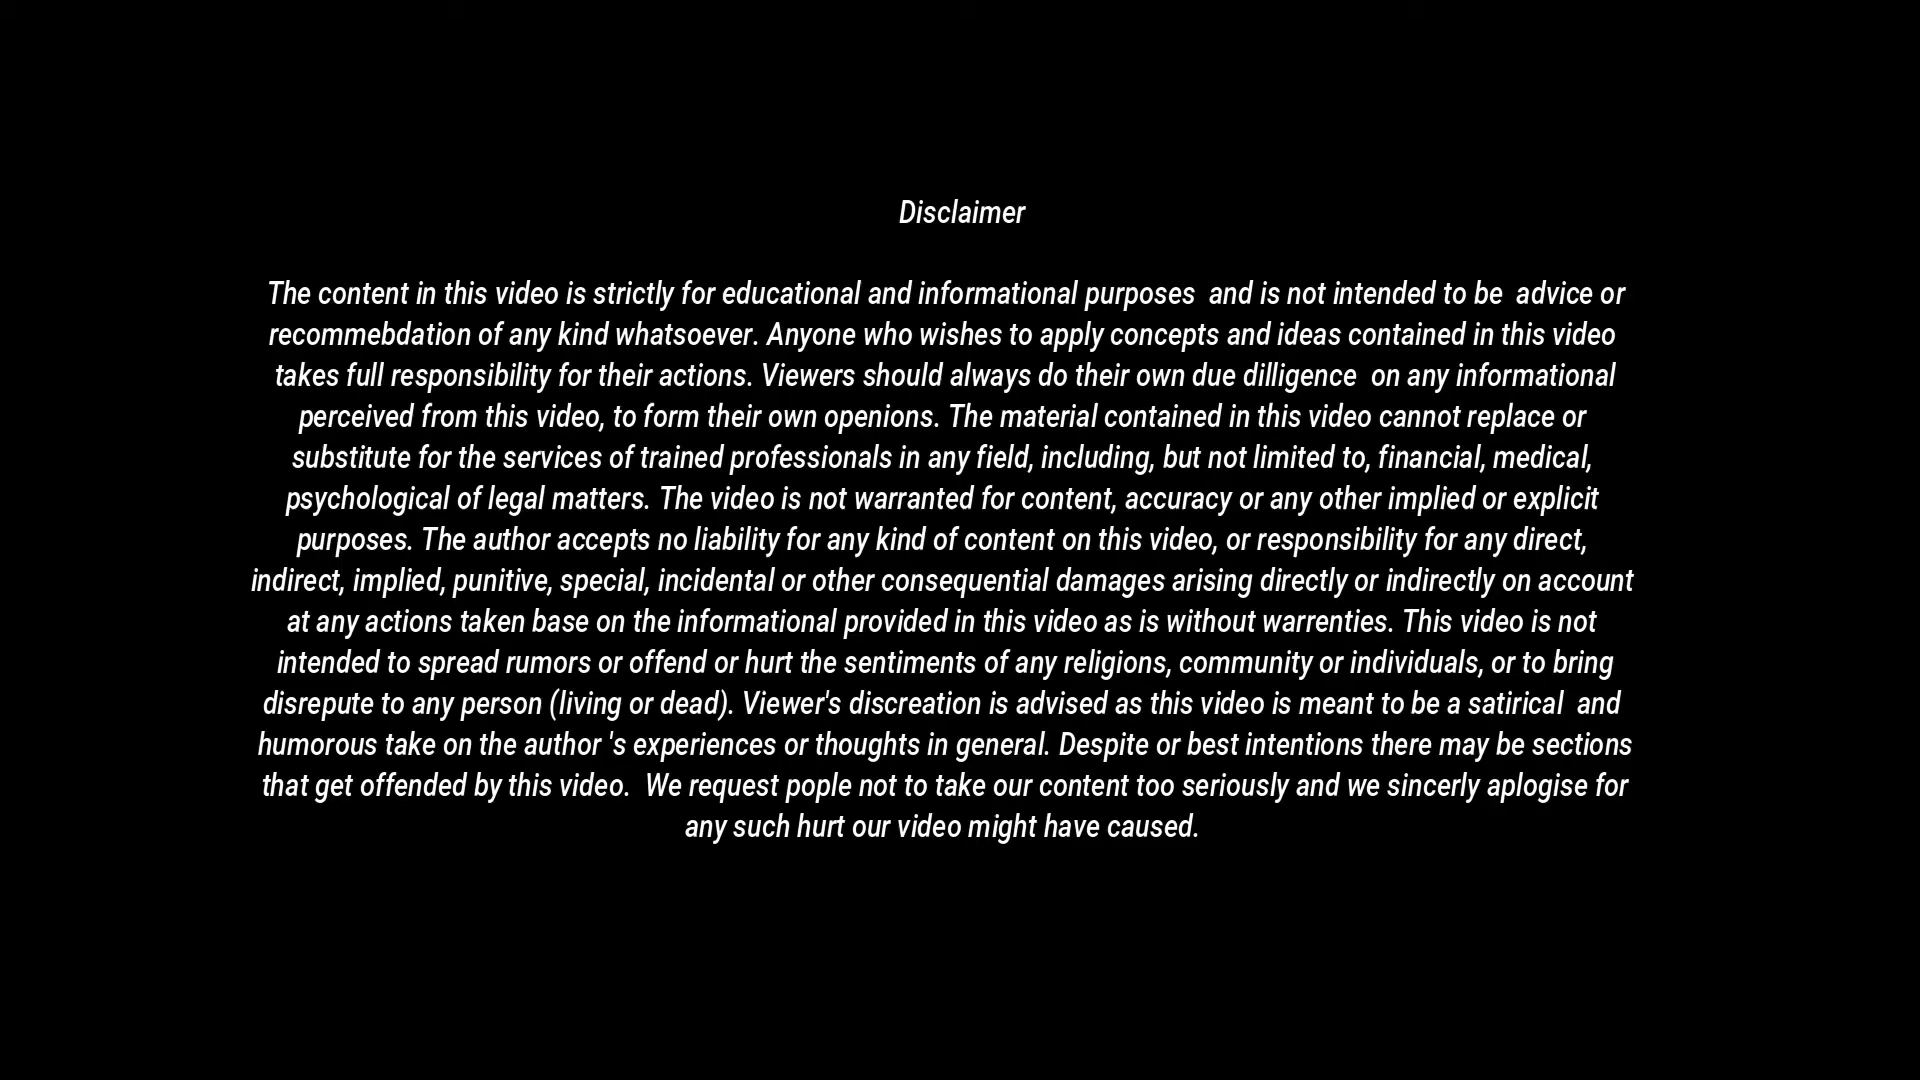 Disclaimer
The content in this video is strictly for educational and informational purposes  and is not intended to be  advice or
recommebdation of any kind whatsoever. Anyone who wishes to apply concepts and ideas contained in this video
takes full responsibility for their actions. Viewers should always do their own due dilligence  on any informational
perceived from this video, to form their own openions. The material contained in this video cannot replace or
substitute for the services of trained professionals in any field, including, but not limited to, financial, medical,
psychological of legal matters. The video is not warranted for content, accuracy or any other implied or explicit
purposes. The author accepts no liability for any kind of content on this video, or responsibility for any direct,
indirect, implied, punitive, special, incidental or other consequential damages arising directly or indirectly on account
at any actions taken base on the informational provided in this video as is without warrenties. This video is not
intended to spread rumors or offend or hurt the sentiments of any religions, community or individuals, or to bring
disrepute to any person (living or dead). Viewer's discreation is advised as this video is meant to be a satirical  and
humorous take on the author 's experiences or thoughts in general. Despite or best intentions there may be sections
that get offended by this video.  We request pople not to take our content too seriously and we sincerly aplogise for
any such hurt our video might have caused.